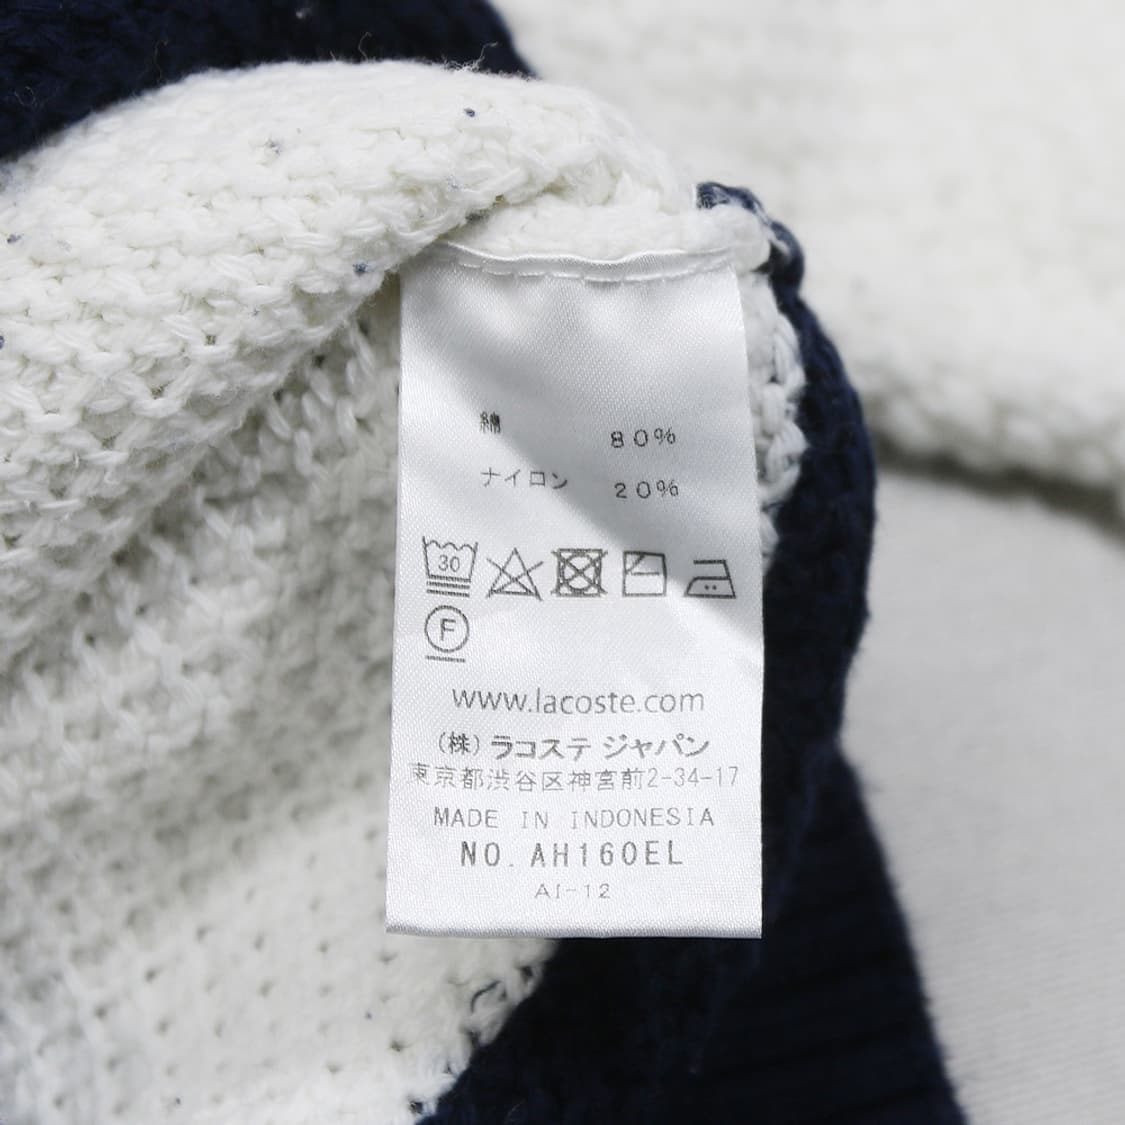 綿 80%
ナイロン 20%
30
F
www.lacoste.com
(株) ラコステ ジャパン
東京都渋谷区神宮前2-34-17
MADE IN INDONESIA
NO. AH160EL
AI-12